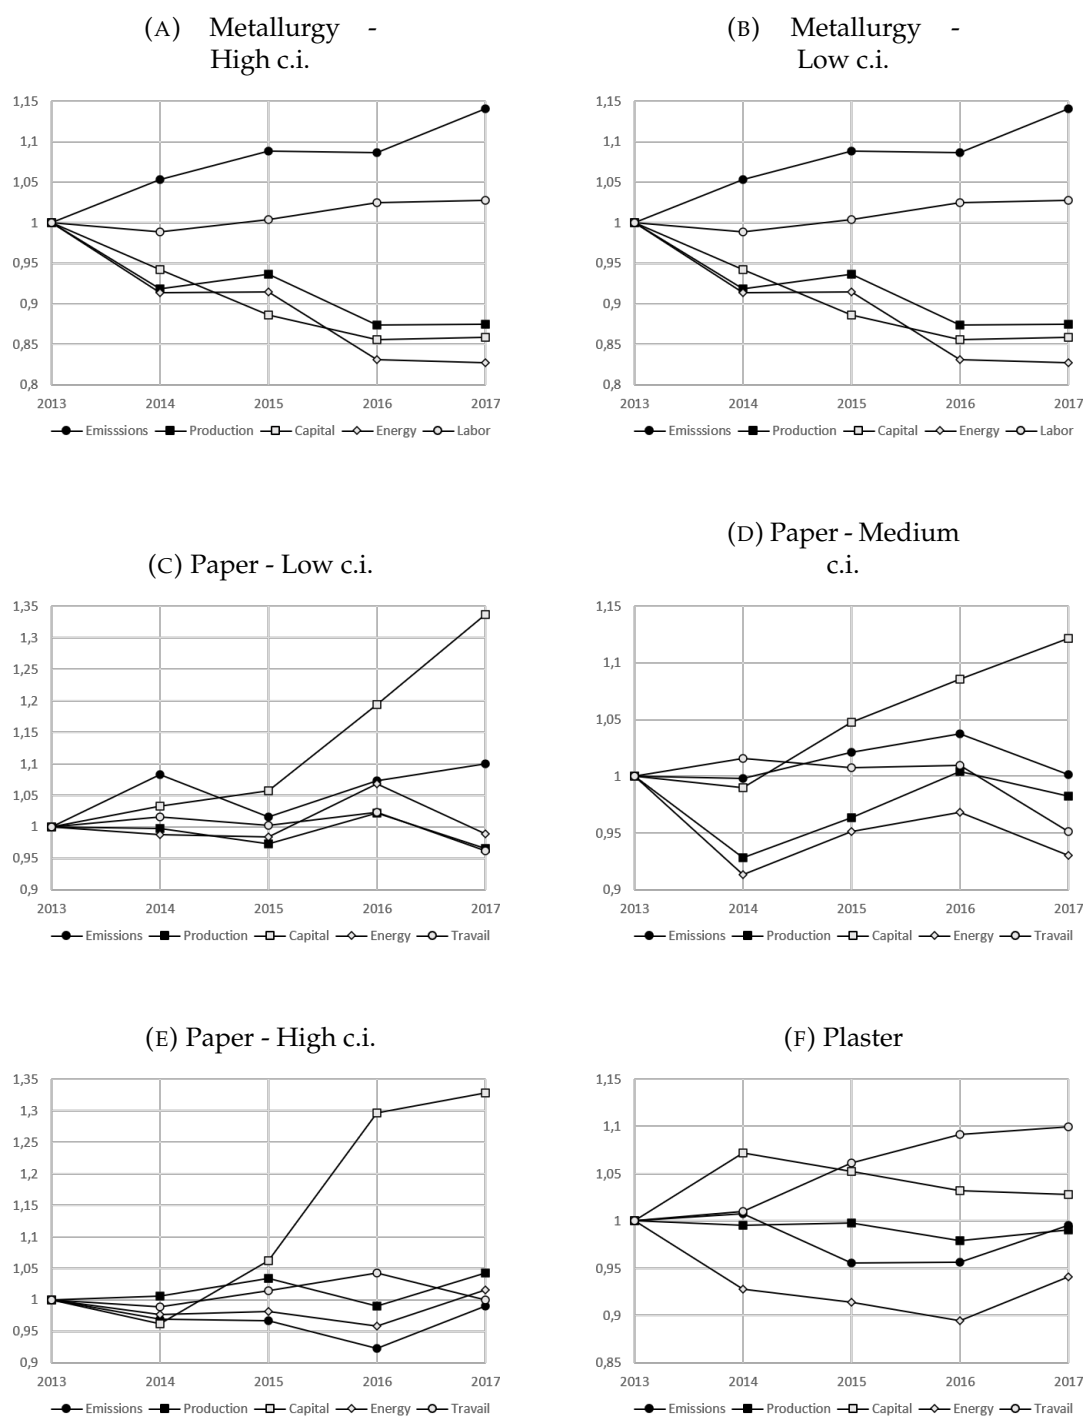 (A) Metallurgy -
High c.i.
1,15
1,1
1,05
1
0,95
0,9
0,85
0,8
2013 2014 2015 2016 2017
Emisssions Production Capital Energy Labor
(B) Metallurgy -
Low c.i.
1,15
1,1
1,05
1
0,95
0,9
0,85
0,8
2013 2014 2015 2016 2017
Emisssions Production Capital Energy Labor
(C) Paper - Low c.i.
1,35
1,3
1,25
1,2
1,15
1,1
1,05
1
0,95
0,9
2013 2014 2015 2016 2017
Emissions Production Capital Energy Travail
(D) Paper - Medium
c.i.
1,15
1,1
1,05
1
0,95
0,9
2013 2014 2015 2016 2017
Emissions Production Capital Energy Travail
(E) Paper - High c.i.
1,35
1,3
1,25
1,2
1,15
1,1
1,05
1
0,95
0,9
2013 2014 2015 2016 2017
Emissions Production Capital Energy Travail
(F) Plaster
1,15
1,1
1,05
1
0,95
0,9
0,85
2013 2014 2015 2016 2017
Emissions Production Capital Energy Travail